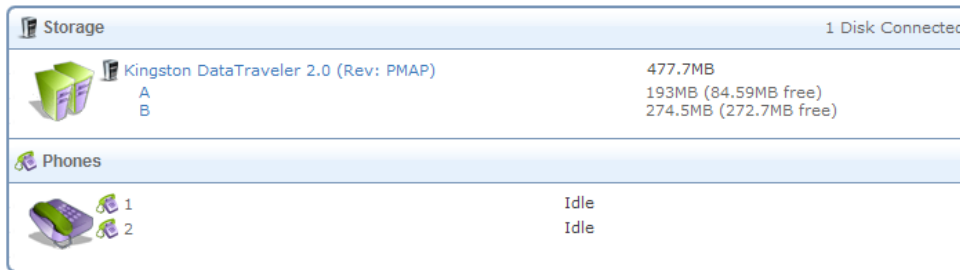 Storage 1 Disk Connected
Kingston DataTraveler 2.0 (Rev: PMAP) 477.7MB
A 193MB (84.59MB free)
B 274.5MB (272.7MB free)
Phones
1 Idle
2 Idle